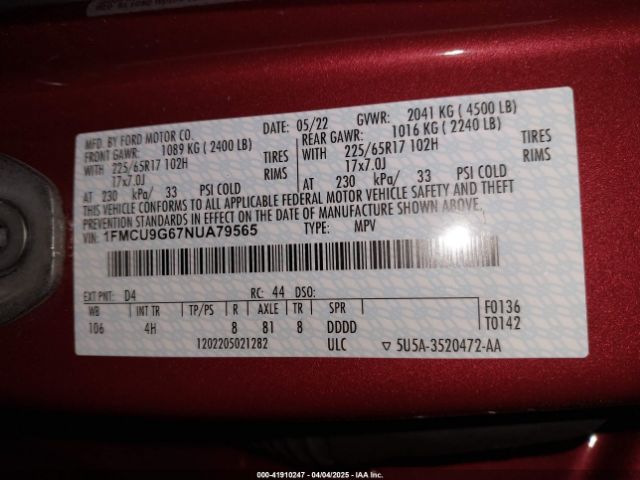 MFD. BY FORD MOTOR CO. DATE: 05/22 GVWR: 2041 KG ( 4500 LB)
FRONT GAWR: 1089 KG ( 2400 LB) REAR GAWR: 1016 KG ( 2240 LB)
WITH 225/65R17 102H TIRES WITH 225/65R17 102H TIRES
17x7.0J RIMS 17x7.0J RIMS
AT 230 kPa/ 33 PSI COLD AT 230 kPa/ 33 PSI COLD
THIS VEHICLE CONFORMS TO ALL APPLICABLE FEDERAL MOTOR VEHICLE SAFETY AND THEFT
PREVENTION STANDARDS IN EFFECT ON THE DATE OF MANUFACTURE SHOWN ABOVE.
VIN: 1FMCU9G67NUA79565 TYPE: MPV
EXT PNT: D4 RC: 44 DSO: F0136
WB INT TR TP/PS R AXLE TR SPR T0142
106 4H 8 81 8 DDDD
1202205021282 ULC ▽ 5U5A-3520472-AA
000-41910247 - 04/04/2025 - IAA Inc.